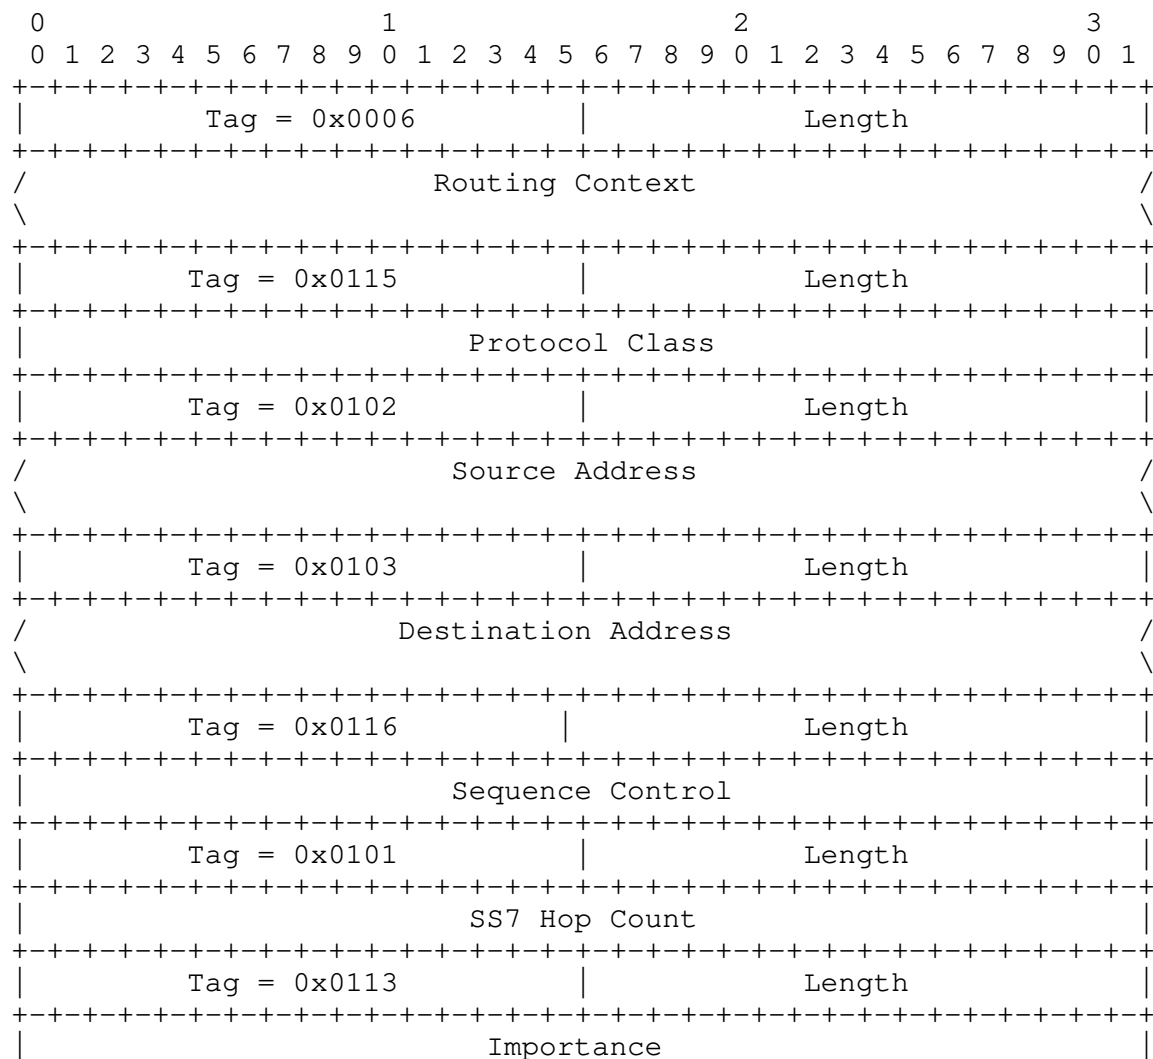 0                   1                   2                   3
 0 1 2 3 4 5 6 7 8 9 0 1 2 3 4 5 6 7 8 9 0 1 2 3 4 5 6 7 8 9 0 1
+-+-+-+-+-+-+-+-+-+-+-+-+-+-+-+-+-+-+-+-+-+-+-+-+-+-+-+-+-+-+-+-+
|          Tag = 0x0006         |            Length             |
+-+-+-+-+-+-+-+-+-+-+-+-+-+-+-+-+-+-+-+-+-+-+-+-+-+-+-+-+-+-+-+-+
/                       Routing Context                         /
\                                                               \
+-+-+-+-+-+-+-+-+-+-+-+-+-+-+-+-+-+-+-+-+-+-+-+-+-+-+-+-+-+-+-+-+
|         Tag = 0x0115          |            Length             |
+-+-+-+-+-+-+-+-+-+-+-+-+-+-+-+-+-+-+-+-+-+-+-+-+-+-+-+-+-+-+-+-+
|                         Protocol Class                        |
+-+-+-+-+-+-+-+-+-+-+-+-+-+-+-+-+-+-+-+-+-+-+-+-+-+-+-+-+-+-+-+-+
|         Tag = 0x0102          |            Length             |
+-+-+-+-+-+-+-+-+-+-+-+-+-+-+-+-+-+-+-+-+-+-+-+-+-+-+-+-+-+-+-+-+
/                        Source Address                         /
\                                                               \
+-+-+-+-+-+-+-+-+-+-+-+-+-+-+-+-+-+-+-+-+-+-+-+-+-+-+-+-+-+-+-+-+
|         Tag = 0x0103          |            Length             |
+-+-+-+-+-+-+-+-+-+-+-+-+-+-+-+-+-+-+-+-+-+-+-+-+-+-+-+-+-+-+-+-+
/                     Destination Address                       /
\                                                               \
+-+-+-+-+-+-+-+-+-+-+-+-+-+-+-+-+-+-+-+-+-+-+-+-+-+-+-+-+-+-+-+-+
|         Tag = 0x0116         |             Length             |
+-+-+-+-+-+-+-+-+-+-+-+-+-+-+-+-+-+-+-+-+-+-+-+-+-+-+-+-+-+-+-+-+
|                        Sequence Control                       |
+-+-+-+-+-+-+-+-+-+-+-+-+-+-+-+-+-+-+-+-+-+-+-+-+-+-+-+-+-+-+-+-+
|         Tag = 0x0101          |            Length             |
+-+-+-+-+-+-+-+-+-+-+-+-+-+-+-+-+-+-+-+-+-+-+-+-+-+-+-+-+-+-+-+-+
|                         SS7 Hop Count                         |
+-+-+-+-+-+-+-+-+-+-+-+-+-+-+-+-+-+-+-+-+-+-+-+-+-+-+-+-+-+-+-+-+
|         Tag = 0x0113          |            Length             |
+-+-+-+-+-+-+-+-+-+-+-+-+-+-+-+-+-+-+-+-+-+-+-+-+-+-+-+-+-+-+-+-+
|                          Importance                           |